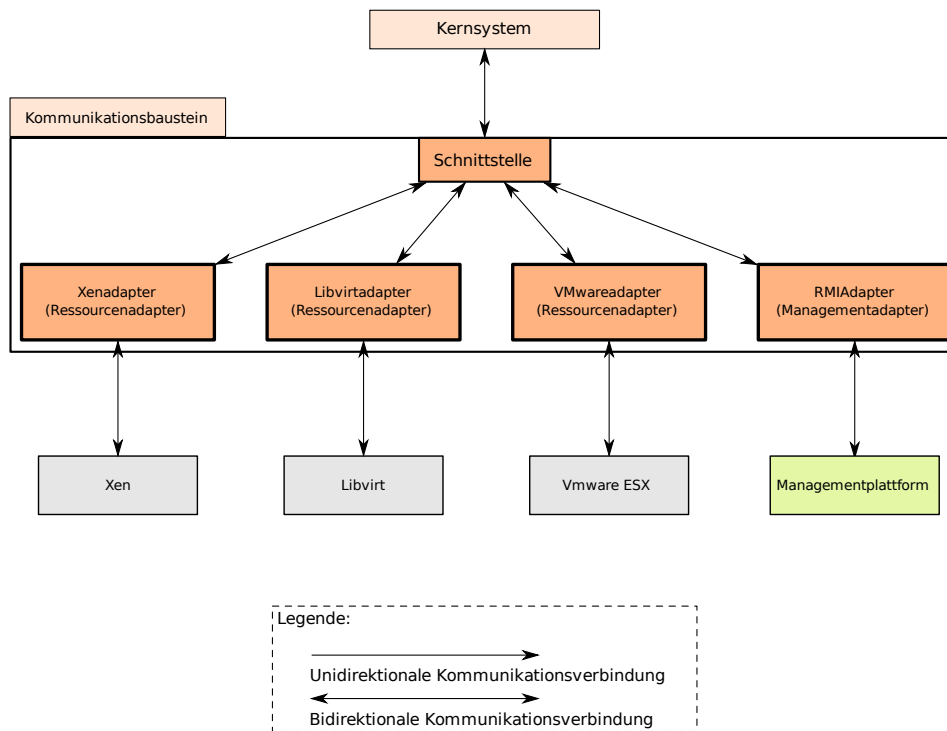 Kernsystem
Kommunikationsbaustein
Schnittstelle
Xenadapter
(Ressourcenadapter)
Libvirtadapter
(Ressourcenadapter)
VMwareadapter
(Ressourcenadapter)
RMIAdapter
(Managementadapter)
Xen
Libvirt
Vmware ESX
Managementplattform
Legende:
Unidirektionale Kommunikationsverbindung
Bidirektionale Kommunikationsverbindung